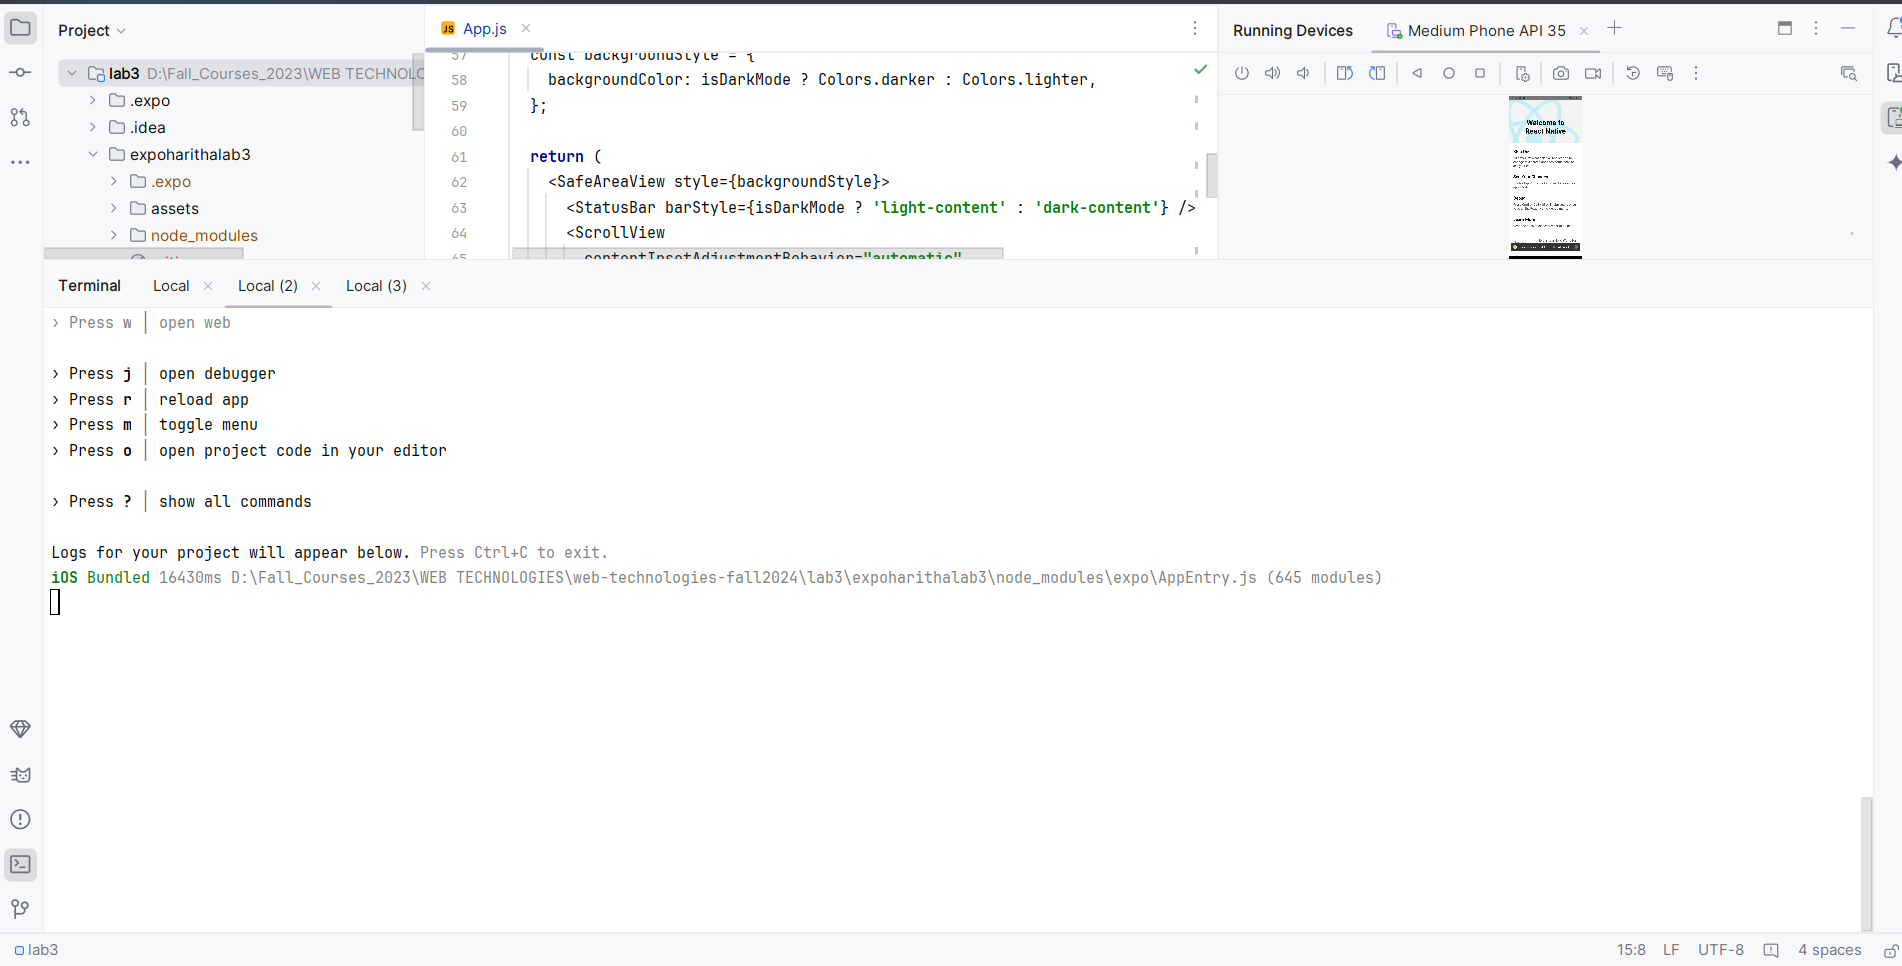 Project
lab3 D:\Fall_Courses_2023\WEB TECHNOLO
.expo
.idea
expoharithalab3
.expo
assets
node_modules
JS App.js
57 const backgroundStyle = {
58 backgroundColor: isDarkMode ? Colors.darker : Colors.lighter,
59 };
60
61 return (
62 <SafeAreaView style={backgroundStyle}>
63 <StatusBar barStyle={isDarkMode ? 'light-content' : 'dark-content'} />
64 <ScrollView
65 contentInsetAdjustmentBehavior="automatic"
Running Devices Medium Phone API 35
Welcome to
React Native
Terminal Local Local (2) Local (3)
› Press w │ open web
› Press j │ open debugger
› Press r │ reload app
› Press m │ toggle menu
› Press o │ open project code in your editor
› Press ? │ show all commands
Logs for your project will appear below. Press Ctrl+C to exit.
iOS Bundled 16430ms D:\Fall_Courses_2023\WEB TECHNOLOGIES\web-technologies-fall2024\lab3\expoharithalab3\node_modules\expo\AppEntry.js (645 modules)
lab3 15:8 LF UTF-8 4 spaces